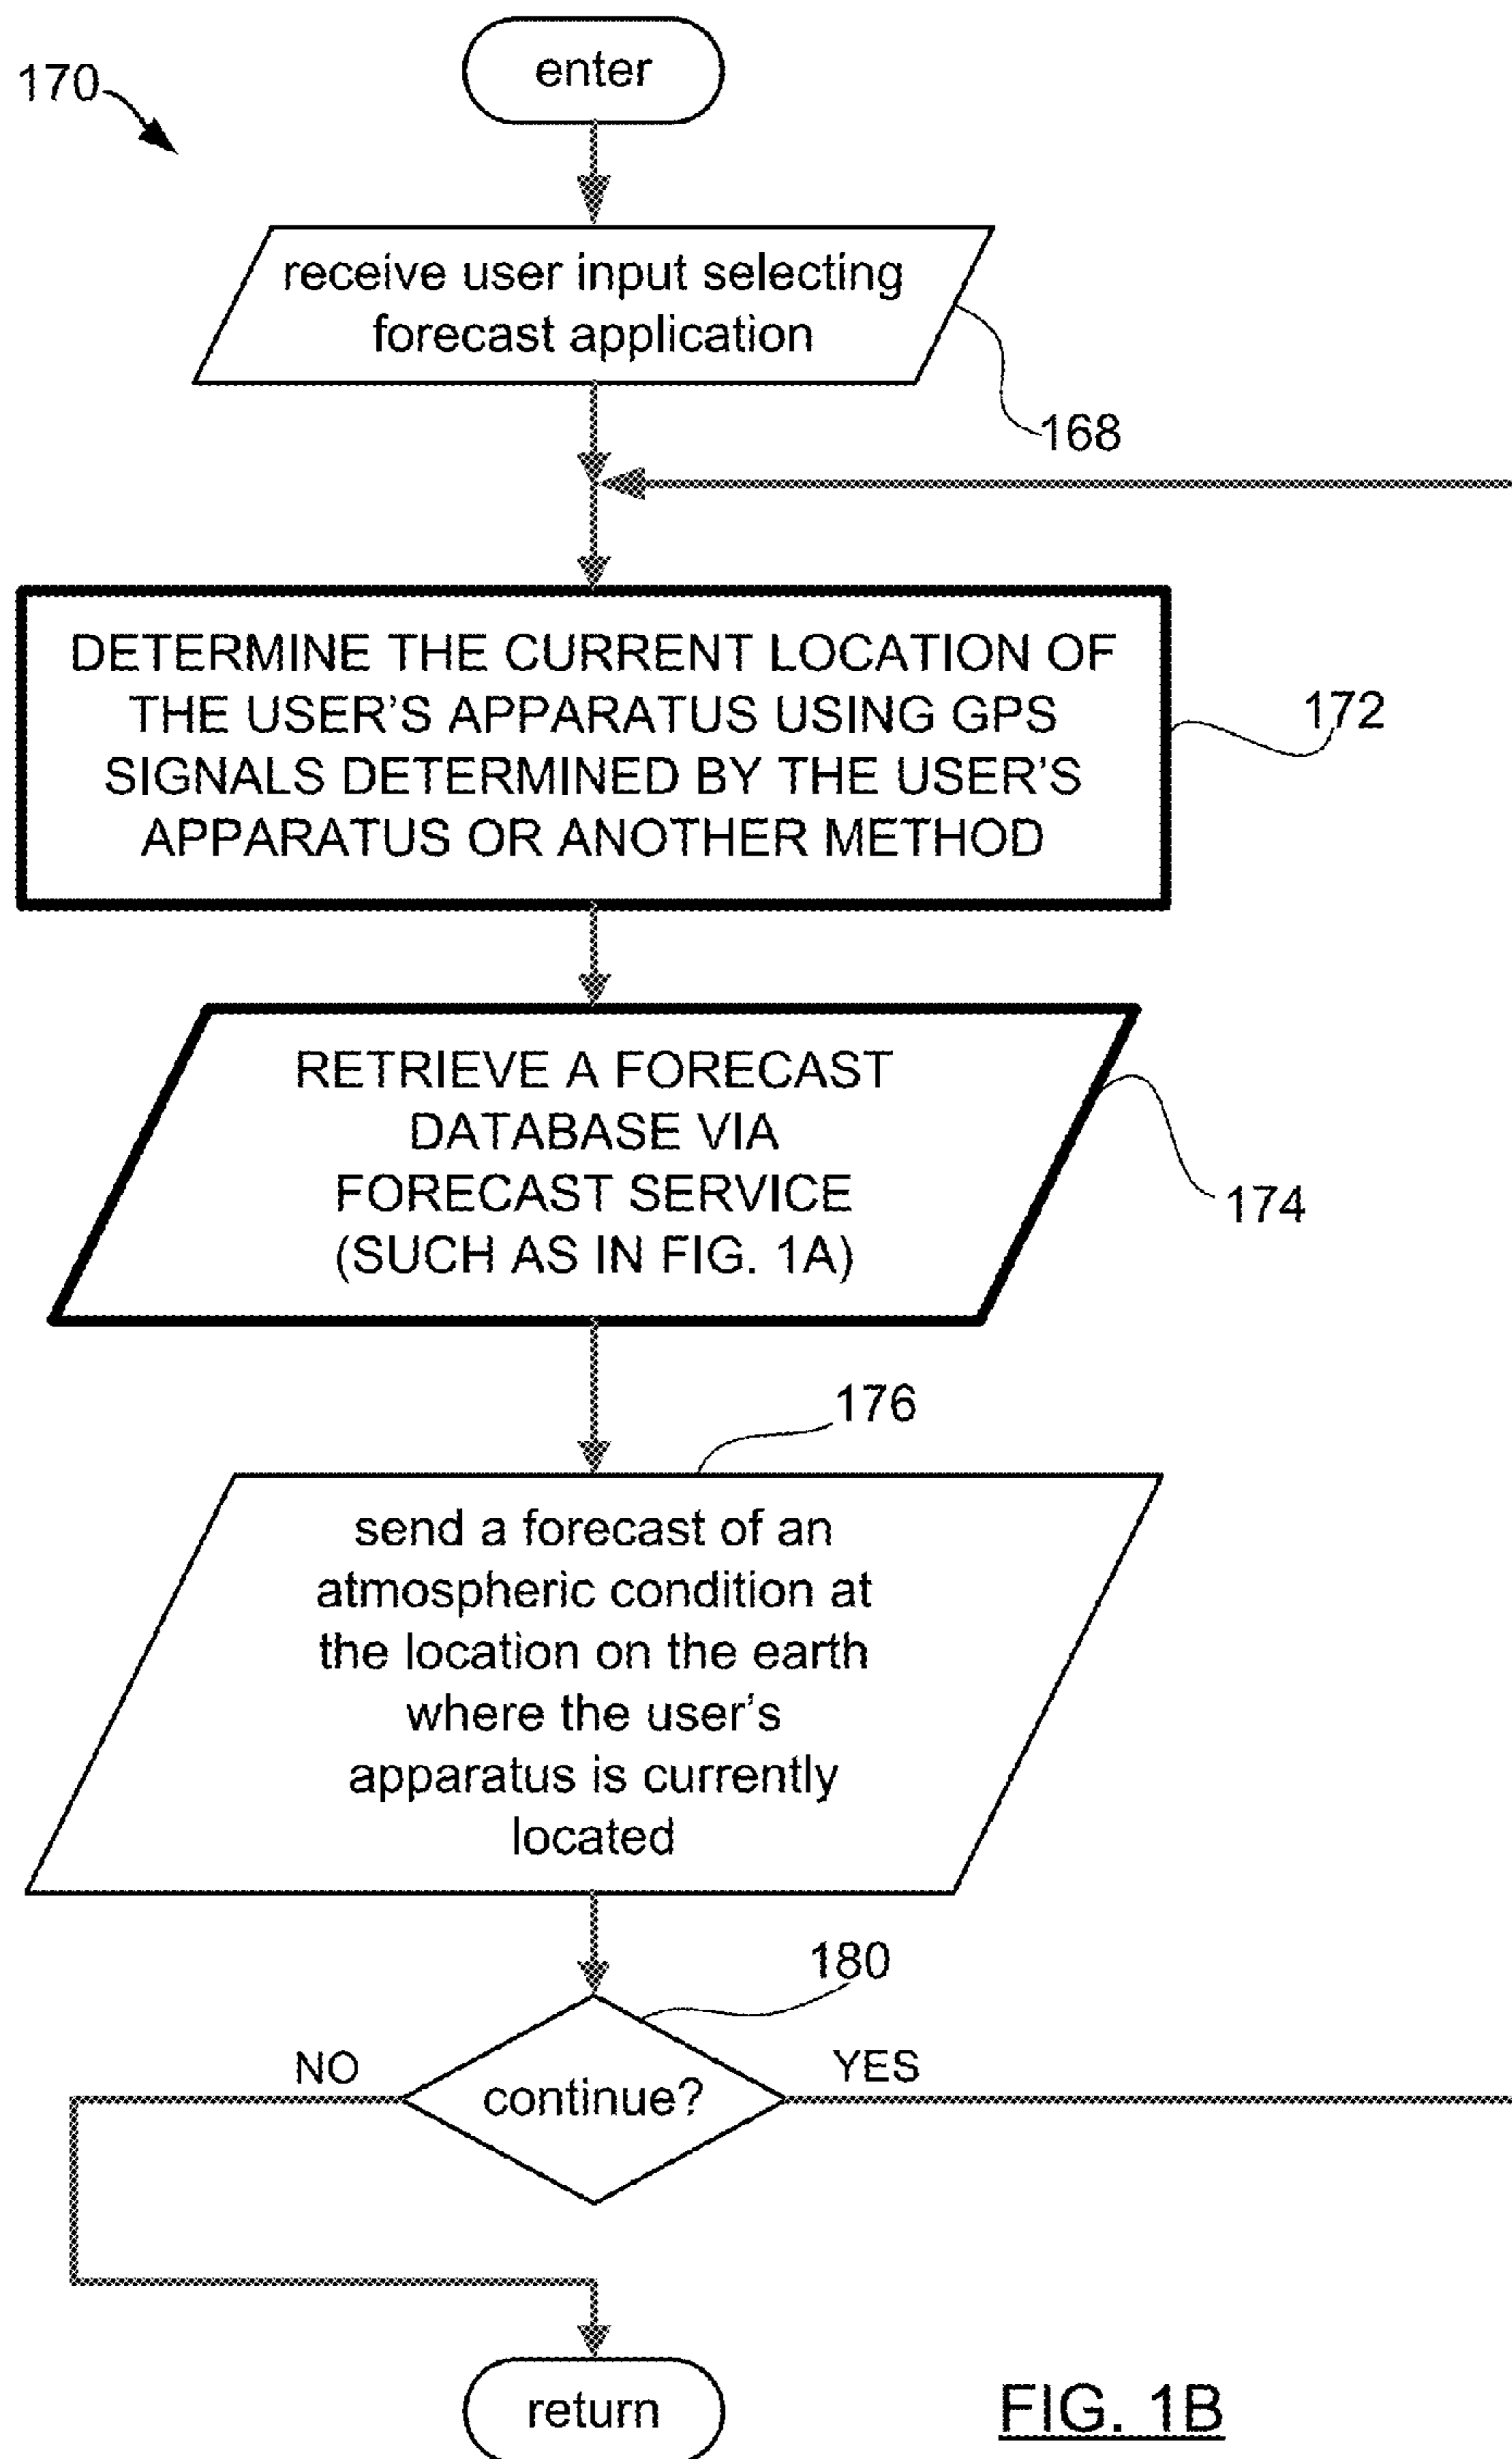 enter
170
receive user input selecting
forecast application
168
DETERMINE THE CURRENT LOCATION OF
THE USER'S APPARATUS USING GPS
SIGNALS DETERMINED BY THE USER'S
APPARATUS OR ANOTHER METHOD
172
RETRIEVE A FORECAST
DATABASE VIA
FORECAST SERVICE
(SUCH AS IN FIG. 1A)
174
176
send a forecast of an
atmospheric condition at
the location on the earth
where the user's
apparatus is currently
located
180
NO
continue?
YES
return
FIG. 1B